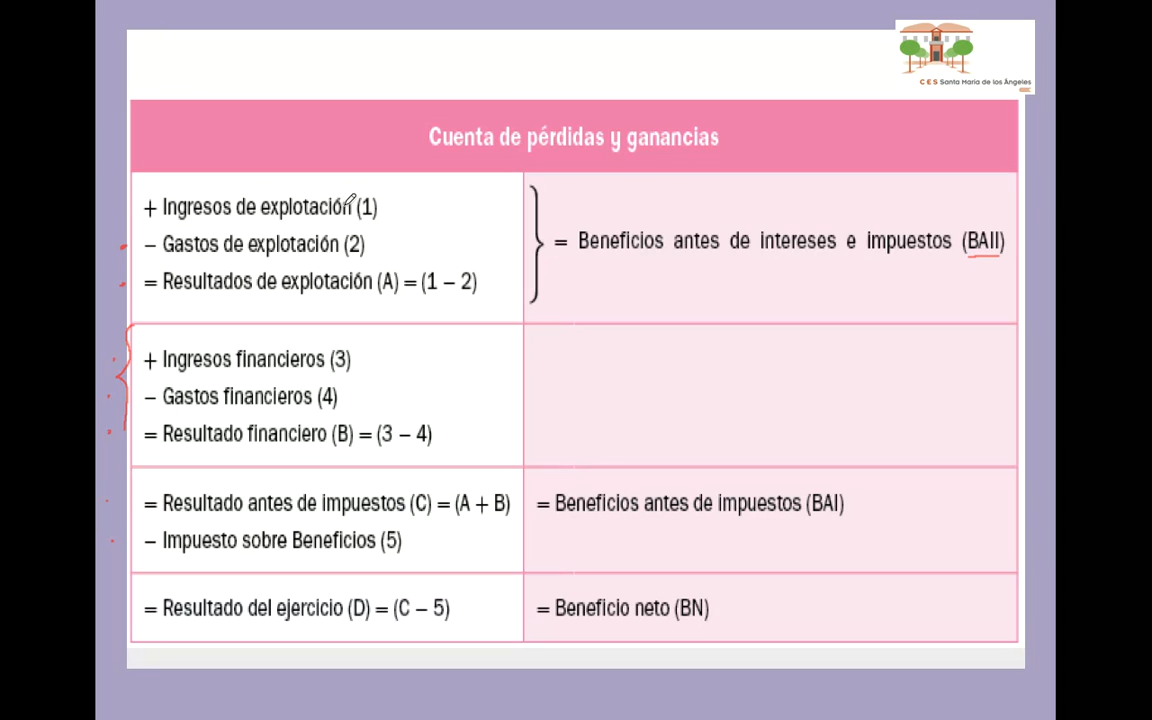 C E S Santa María de los Ángeles
Cuenta de pérdidas y ganancias
+ Ingresos de explotación (1)
– Gastos de explotación (2)
= Resultados de explotación (A) = (1 – 2)
= Beneficios antes de intereses e impuestos (BAII)
+ Ingresos financieros (3)
– Gastos financieros (4)
= Resultado financiero (B) = (3 – 4)
= Resultado antes de impuestos (C) = (A + B)
= Beneficios antes de impuestos (BAI)
– Impuesto sobre Beneficios (5)
= Resultado del ejercicio (D) = (C – 5)
= Beneficio neto (BN)